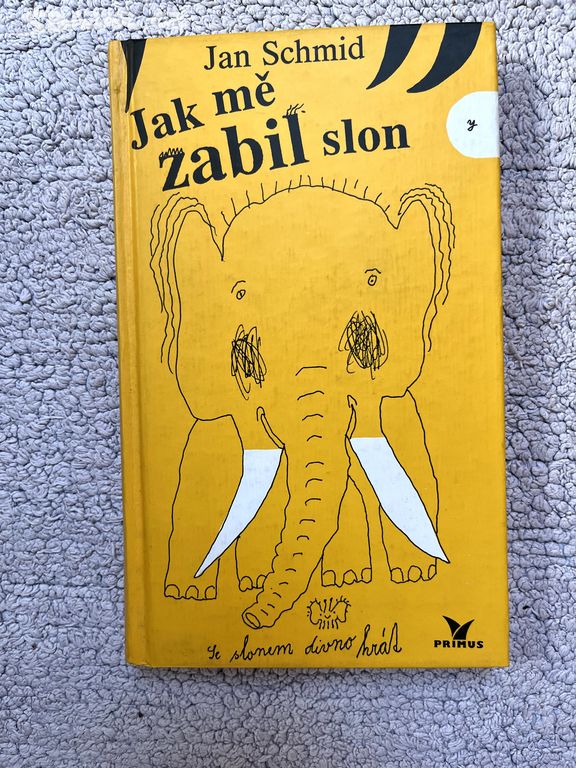 Jan Schmid
Jak mě
zabil slon
y
Se slonem divno hrát
PRIMUS